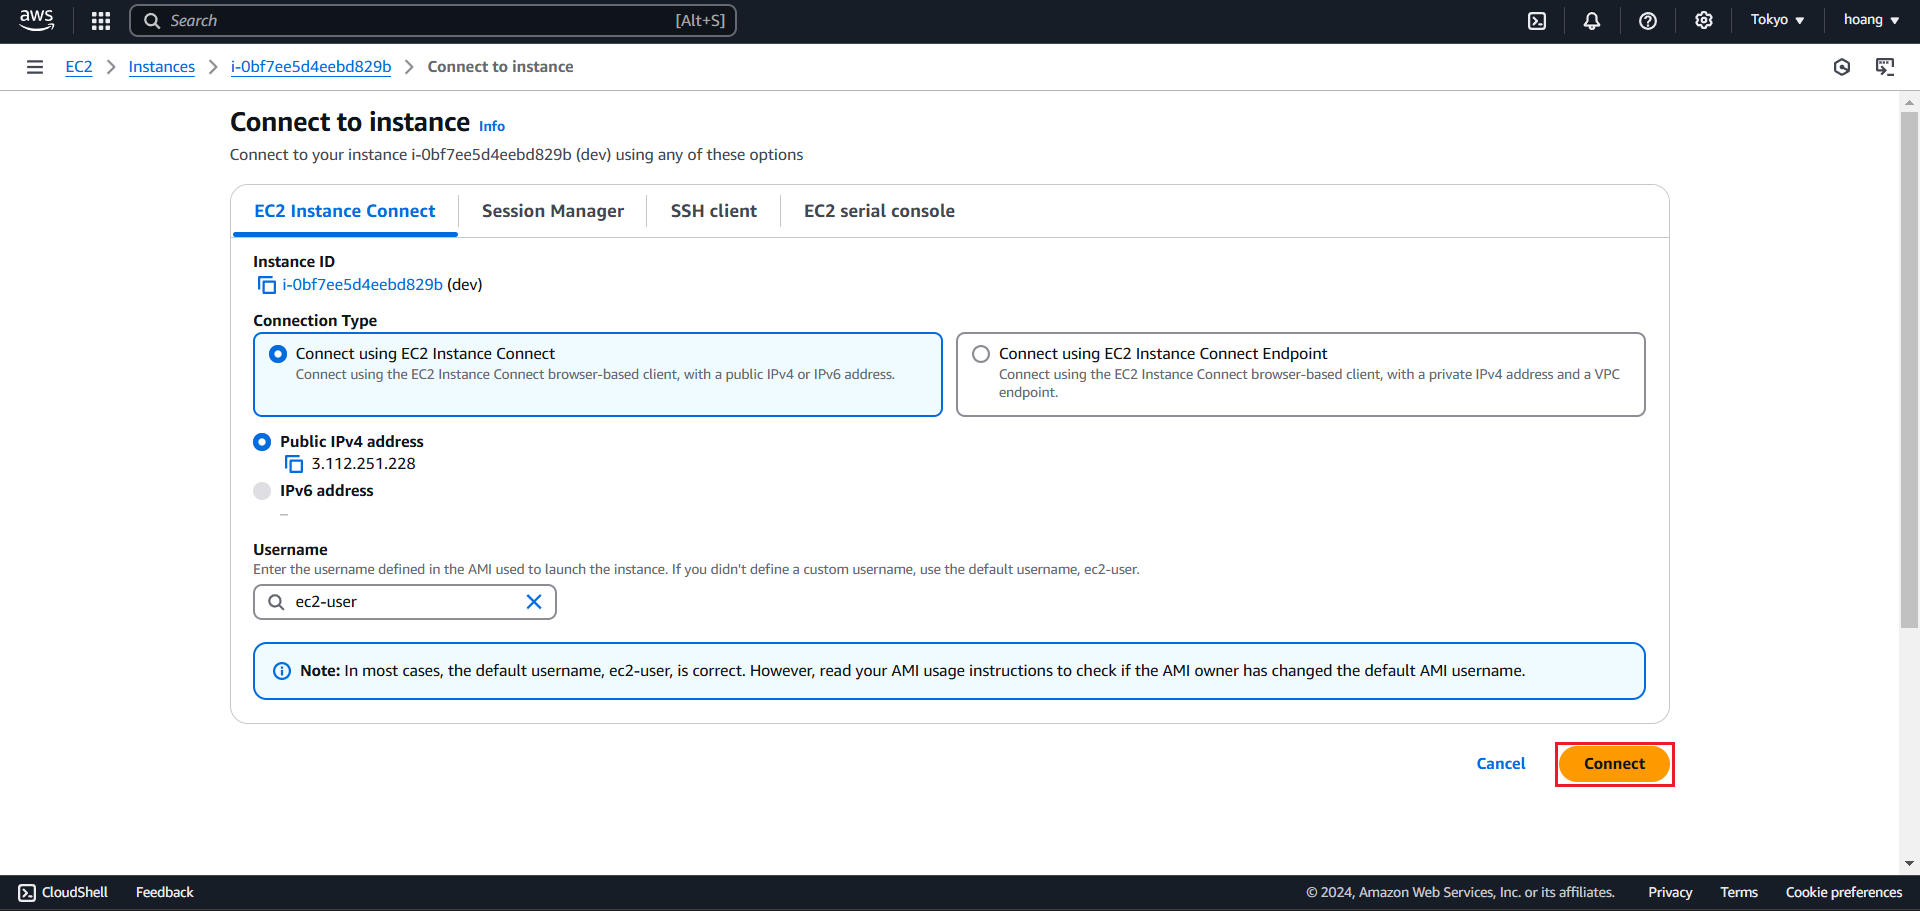 aws Search [Alt+S] Tokyo hoang
EC2 Instances i-0bf7ee5d4eebd829b Connect to instance
Connect to instance Info
Connect to your instance i-0bf7ee5d4eebd829b (dev) using any of these options
EC2 Instance Connect Session Manager SSH client EC2 serial console
Instance ID
i-0bf7ee5d4eebd829b (dev)
Connection Type
Connect using EC2 Instance Connect
Connect using the EC2 Instance Connect browser-based client, with a public IPv4 or IPv6 address.
Connect using EC2 Instance Connect Endpoint
Connect using the EC2 Instance Connect browser-based client, with a private IPv4 address and a VPC
endpoint.
Public IPv4 address
3.112.251.228
IPv6 address
–
Username
Enter the username defined in the AMI used to launch the instance. If you didn't define a custom username, use the default username, ec2-user.
ec2-user
Note: In most cases, the default username, ec2-user, is correct. However, read your AMI usage instructions to check if the AMI owner has changed the default AMI username.
Cancel Connect
CloudShell Feedback © 2024, Amazon Web Services, Inc. or its affiliates. Privacy Terms Cookie preferences